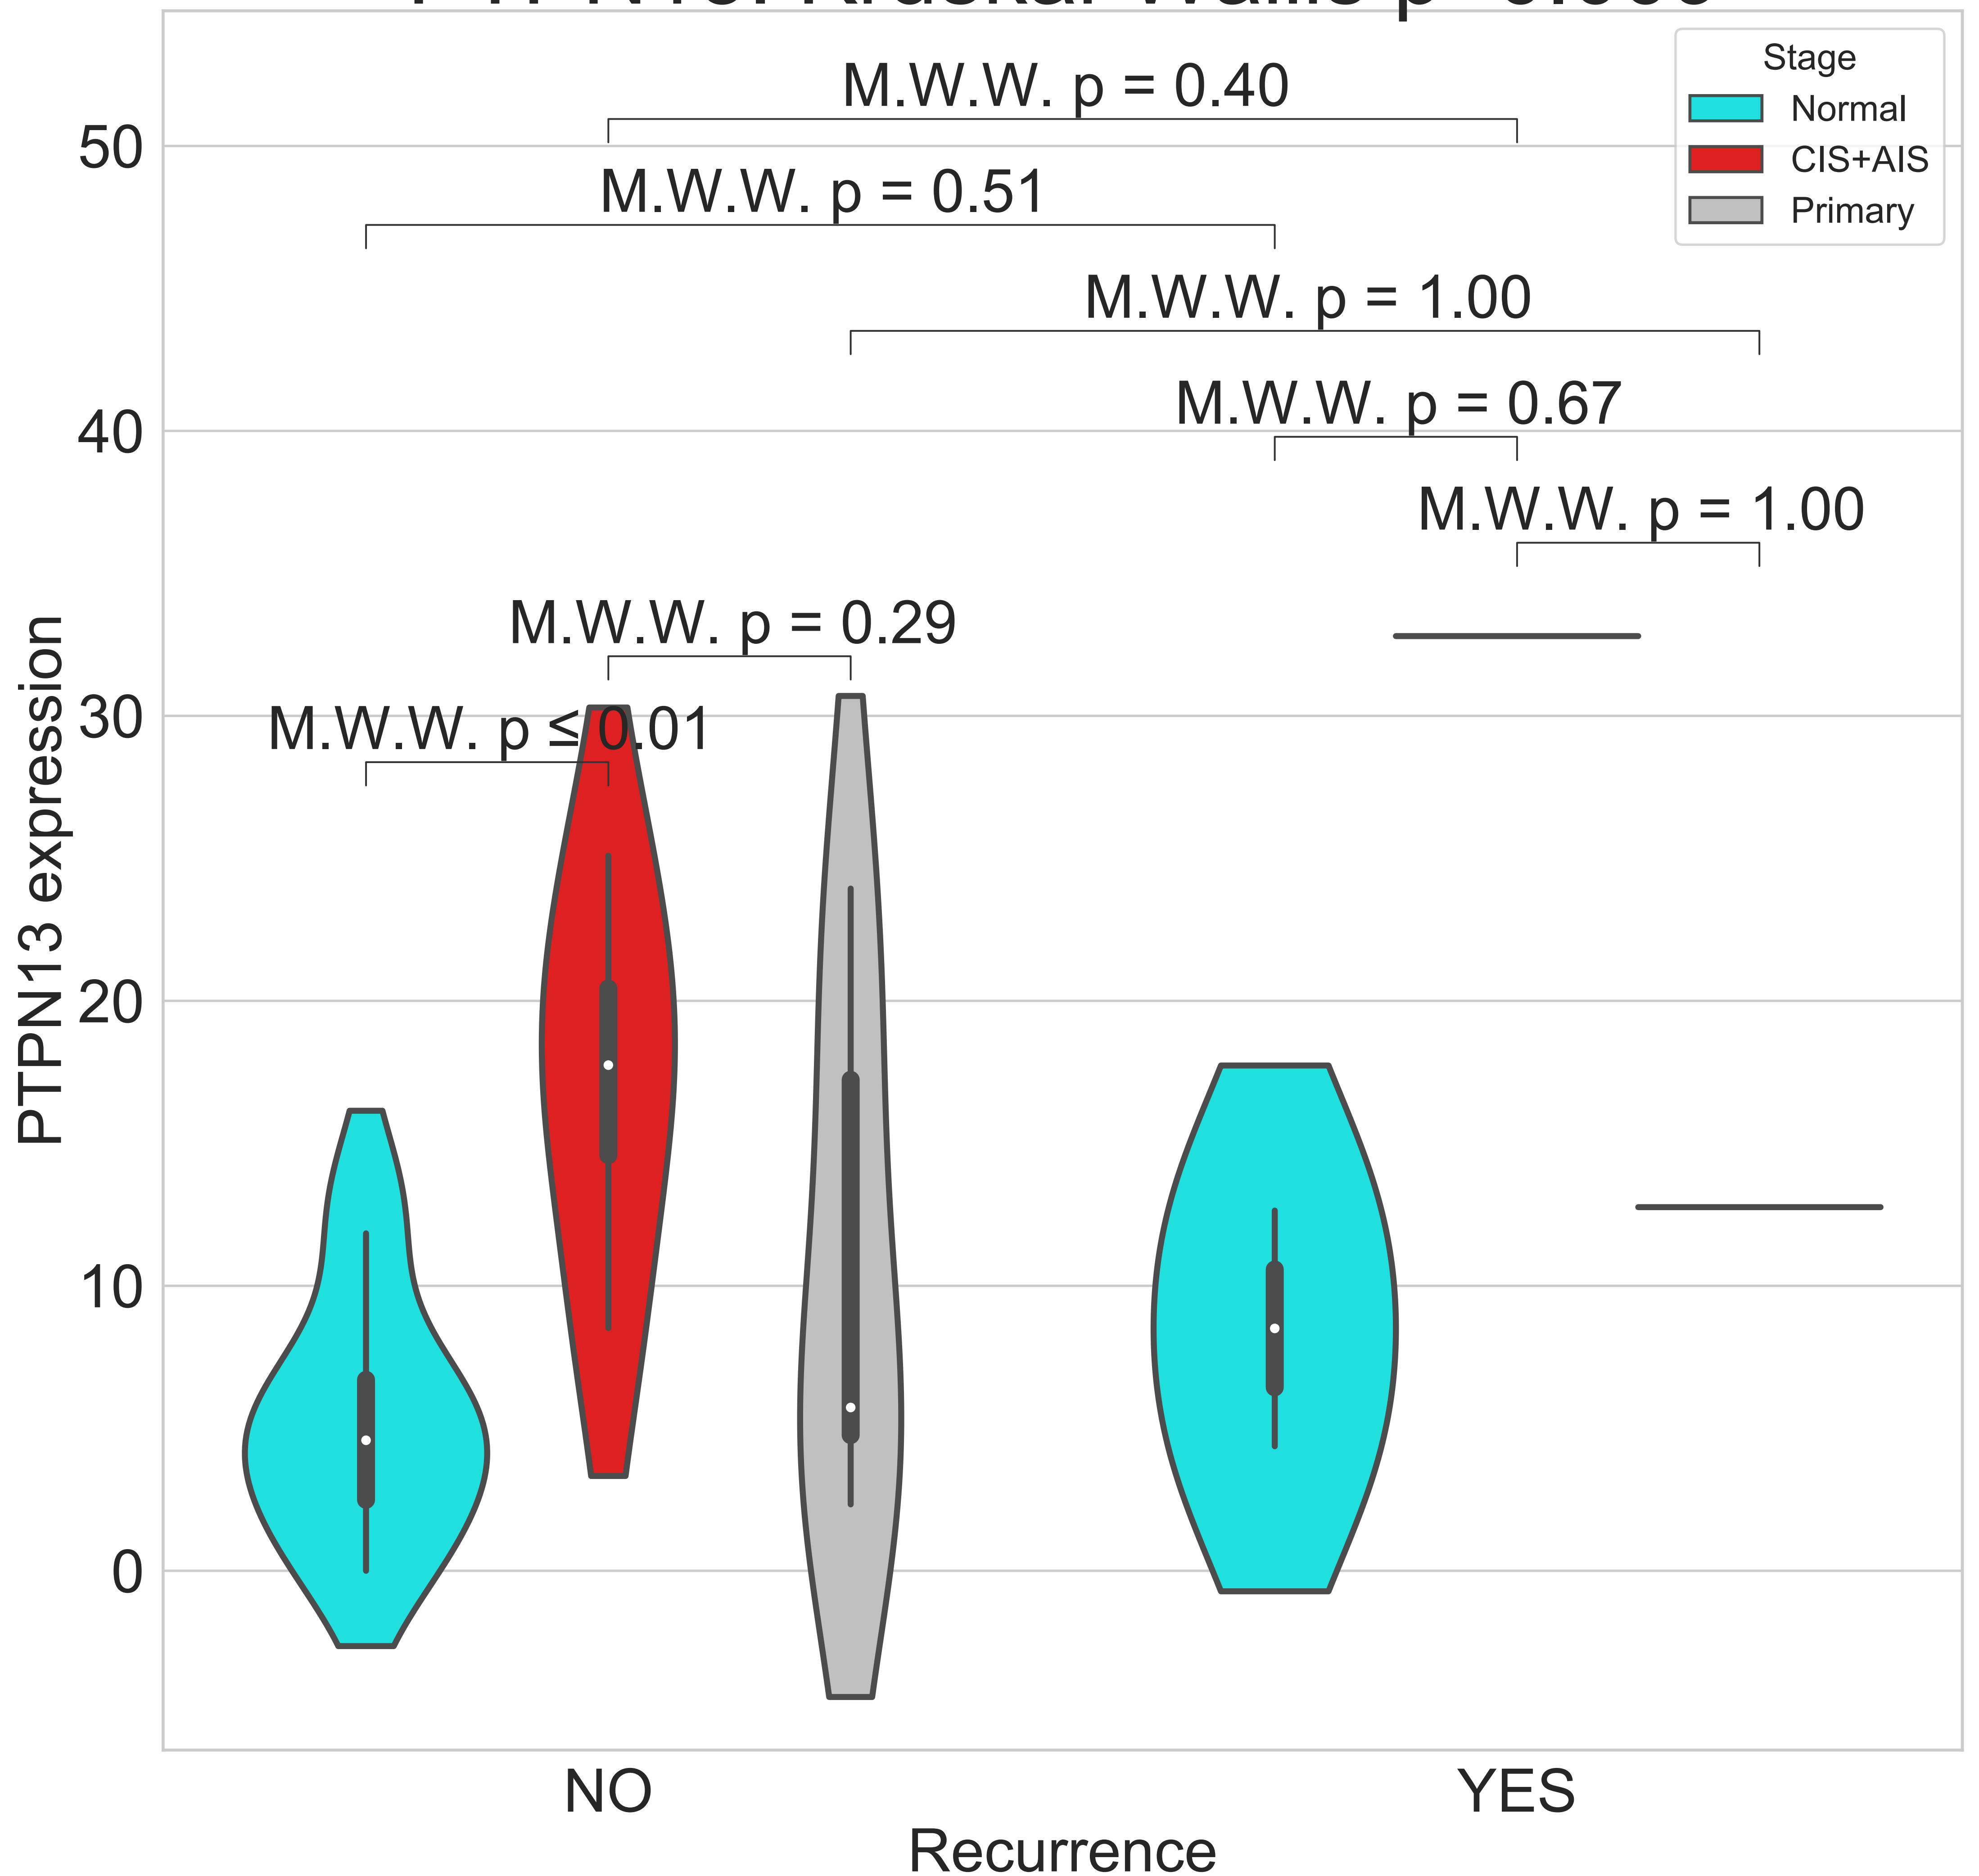 Stage
Normal
CIS+AIS
Primary
M.W.W. p = 0.40
M.W.W. p = 0.51
M.W.W. p = 1.00
M.W.W. p = 0.67
M.W.W. p = 1.00
M.W.W. p = 0.29
M.W.W. p ≤ 0.01
50
40
30
20
10
0
PTPN13 expression
NO
YES
Recurrence